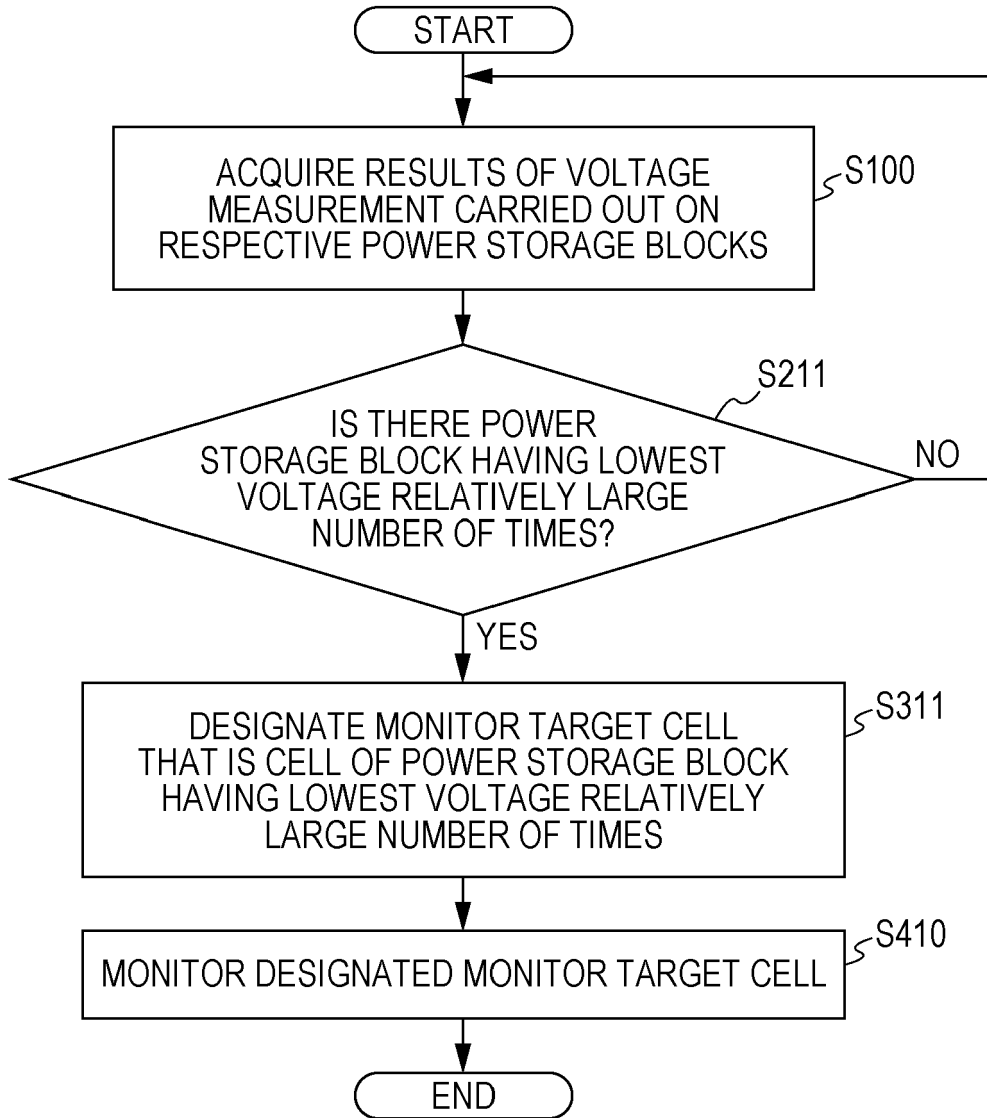 START
ACQUIRE RESULTS OF VOLTAGE
MEASUREMENT CARRIED OUT ON
RESPECTIVE POWER STORAGE BLOCKS
S100
IS THERE POWER
STORAGE BLOCK HAVING LOWEST
VOLTAGE RELATIVELY LARGE
NUMBER OF TIMES?
S211
NO
YES
DESIGNATE MONITOR TARGET CELL
THAT IS CELL OF POWER STORAGE BLOCK
HAVING LOWEST VOLTAGE RELATIVELY
LARGE NUMBER OF TIMES
S311
MONITOR DESIGNATED MONITOR TARGET CELL
S410
END